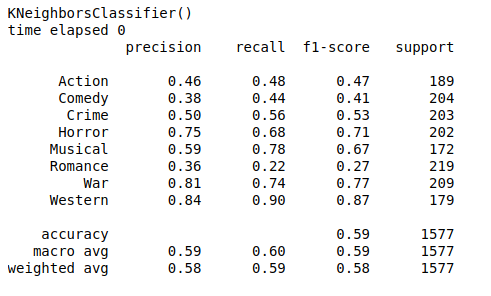 KNeighborsClassifier()
time elapsed 0
precision recall f1-score support
Action 0.46 0.48 0.47 189
Comedy 0.38 0.44 0.41 204
Crime 0.50 0.56 0.53 203
Horror 0.75 0.68 0.71 202
Musical 0.59 0.78 0.67 172
Romance 0.36 0.22 0.27 219
War 0.81 0.74 0.77 209
Western 0.84 0.90 0.87 179
accuracy 0.59 1577
macro avg 0.59 0.60 0.59 1577
weighted avg 0.58 0.59 0.58 1577